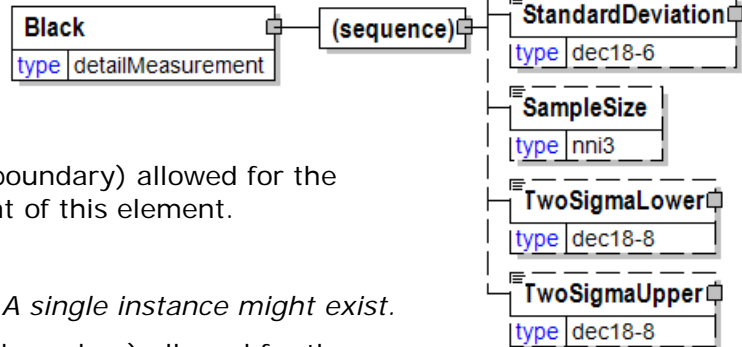 Black
type detailMeasurement
(sequence)
StandardDeviation
type dec18-6
SampleSize
type nni3
TwoSigmaLower
type dec18-8
TwoSigmaUpper
type dec18-8
boundary) allowed for the
t of this element.
A single instance might exist.